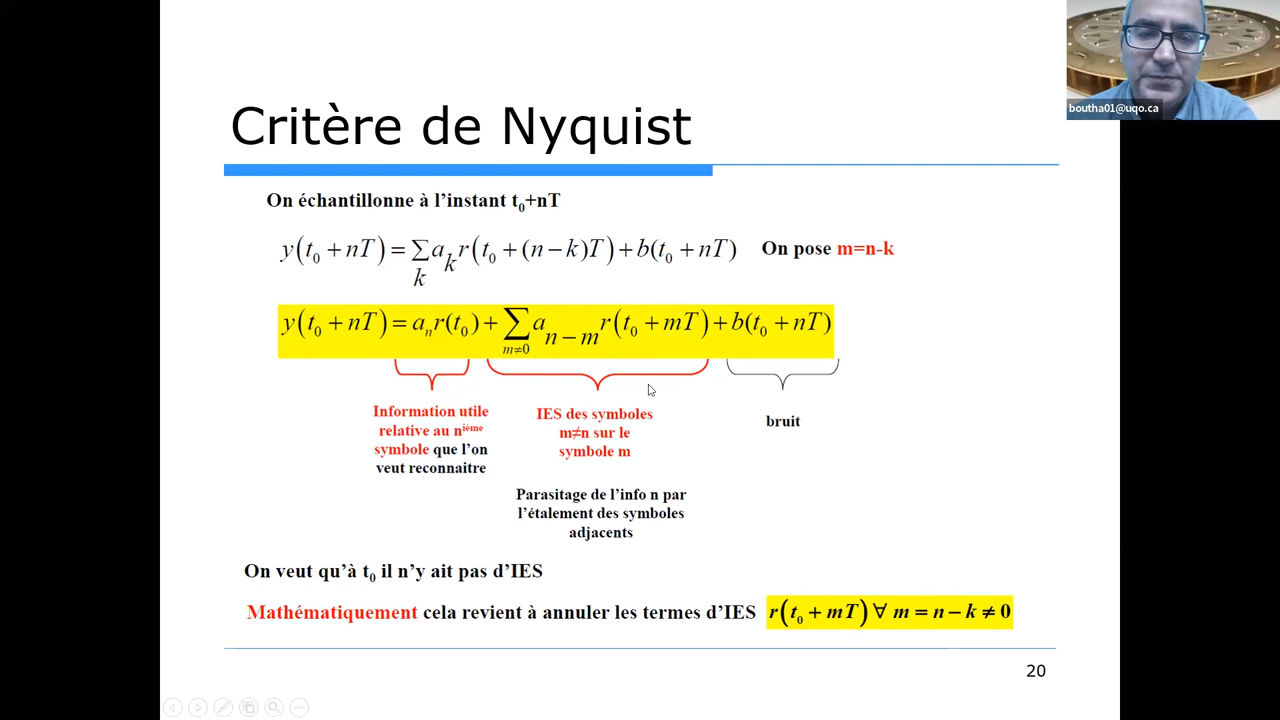 boutha01@uqo.ca
Critère de Nyquist
On échantillonne à l'instant t₀+nT
y(t₀ + nT) = ∑ₖ aₖ r(t₀ + (n − k)T) + b(t₀ + nT) On pose m=n-k
y(t₀ + nT) = aₙ r(t₀) + ∑ₘ≠₀ aₙ₋ₘ r(t₀ + mT) + b(t₀ + nT)
Information utile
relative au nième
symbole que l'on
veut reconnaitre
IES des symboles
m≠n sur le
symbole m
Parasitage de l'info n par
l'étalement des symboles
adjacents
bruit
On veut qu'à t₀ il n'y ait pas d'IES
Mathématiquement cela revient à annuler les termes d'IES r(t₀ + mT) ∀ m = n − k ≠ 0
20